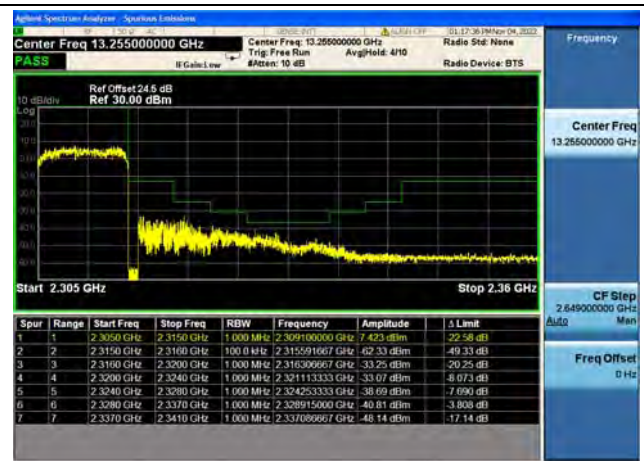 Agilent Spectrum Analyzer - Spurious Emissions
RF 50 Ω AC SENSE:INT ALIGN OFF 01:17:36 PM Nov 04, 2022
Center Freq 13.255000000 GHz
Center Freq: 13.255000000 GHz
Radio Std: None
Trig: Free Run Avg|Hold: 4/10
PASS
IFGain:Low
#Atten: 10 dB
Radio Device: BTS
Frequency
Ref Offset 24.5 dB
10 dB/div Ref 30.00 dBm
Log
Center Freq
13.255000000 GHz
Start 2.305 GHz
Stop 2.36 GHz
CF Step
2.649000000 GHz
Auto Man
Freq Offset
0 Hz
Spur Range Start Freq Stop Freq RBW Frequency Amplitude Δ Limit
1 1 2.3050 GHz 2.3150 GHz 1.000 MHz 2.309100000 GHz 7.423 dBm -22.58 dB
2 2 2.3150 GHz 2.3160 GHz 100.0 kHz 2.315591667 GHz -62.33 dBm -49.33 dB
3 3 2.3160 GHz 2.3200 GHz 1.000 MHz 2.316306667 GHz -33.25 dBm -20.25 dB
4 4 2.3200 GHz 2.3240 GHz 1.000 MHz 2.321113333 GHz -33.07 dBm -8.073 dB
5 5 2.3240 GHz 2.3280 GHz 1.000 MHz 2.324253333 GHz -38.69 dBm -7.690 dB
6 6 2.3280 GHz 2.3370 GHz 1.000 MHz 2.328915000 GHz -40.81 dBm -3.808 dB
7 7 2.3370 GHz 2.3410 GHz 1.000 MHz 2.337086667 GHz -48.14 dBm -17.14 dB